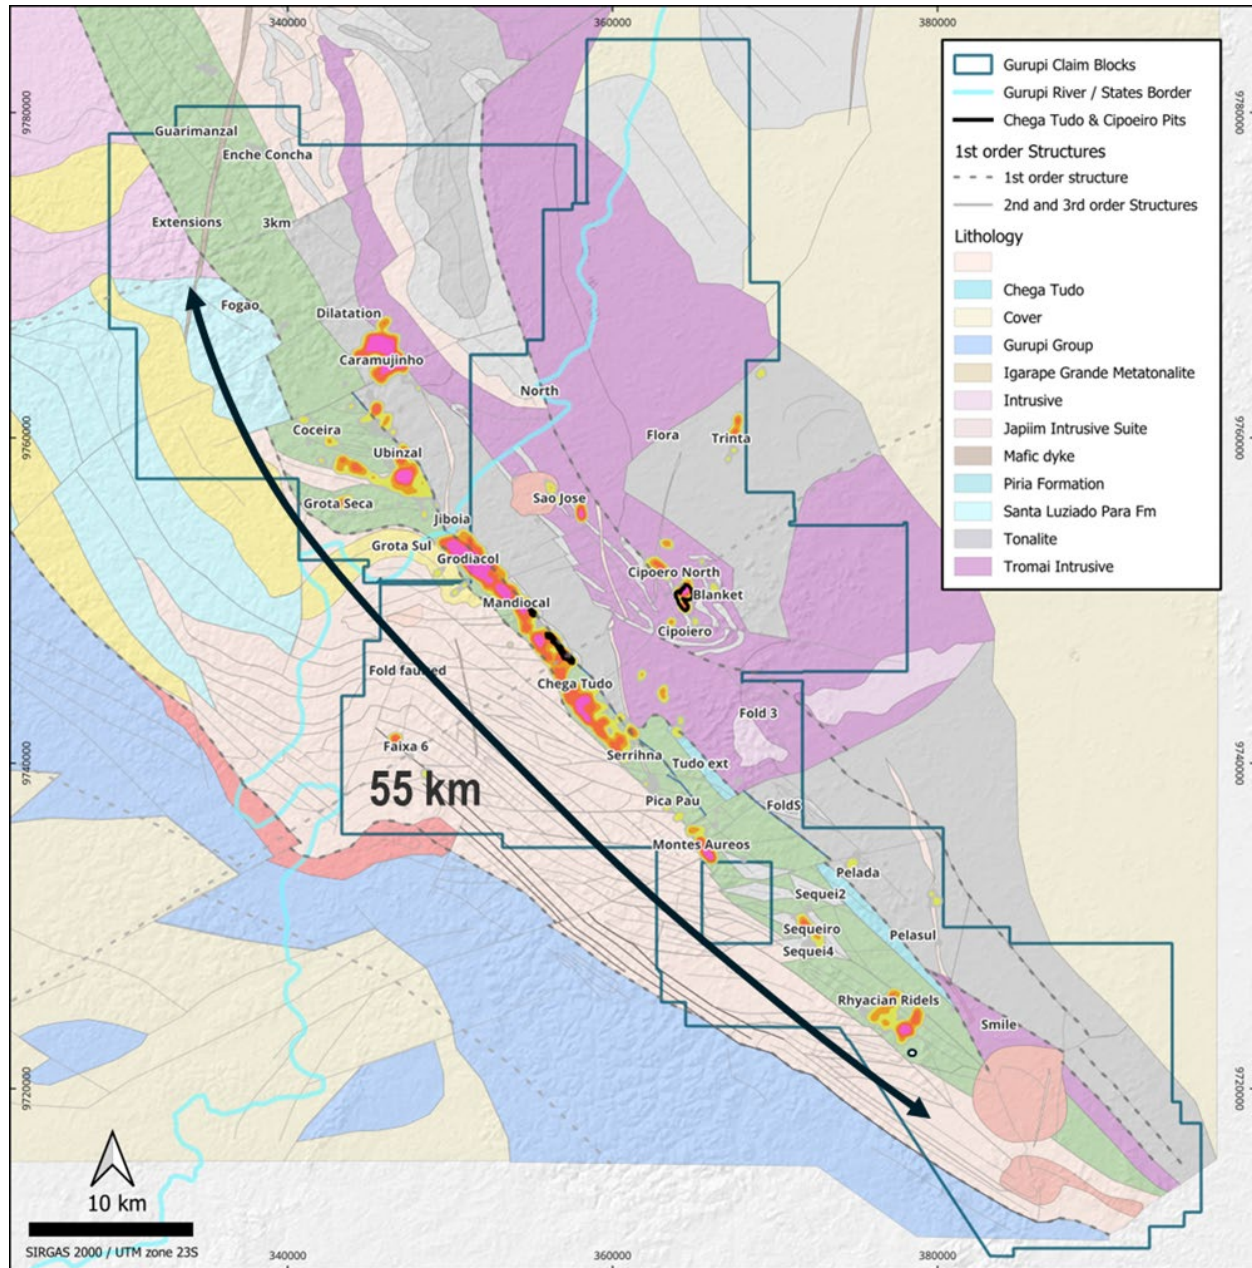 340000
360000
380000
9780000
9780000
Gurupi Claim Blocks
Gurupi River / States Border
Chega Tudo & Cipoeiro Pits
1st order Structures
1st order structure
2nd and 3rd order Structures
Lithology
Chega Tudo
Cover
Gurupi Group
Igarape Grande Metatonalite
Intrusive
Japiim Intrusive Suite
Mafic dyke
Piria Formation
Santa Luziado Para Fm
Tonalite
Tromai Intrusive
Guarimanzal
Enche Concha
Extensions
3km
Fogao
Dilatation
Caramujinho
North
9760000
Coceira
Flora
Trinta
9760000
Ubinzal
Grota Seca
Sao Jose
Jiboia
Grota Sul
Grodiacol
Cipoero North
Mandiocal
Blanket
Cipoiero
Fold faulted
Chega Tudo
Fold 3
Faixa 6
Serrihna
Tudo ext
9740000
9740000
55 km
Pica Pau
FoldS
Montes Aureos
Pelada
Sequei2
Sequeiro
Pelasul
Sequei4
Rhyacian Ridels
Smile
9720000
9720000
10 km
SIRGAS 2000 / UTM zone 23S
340000
360000
380000